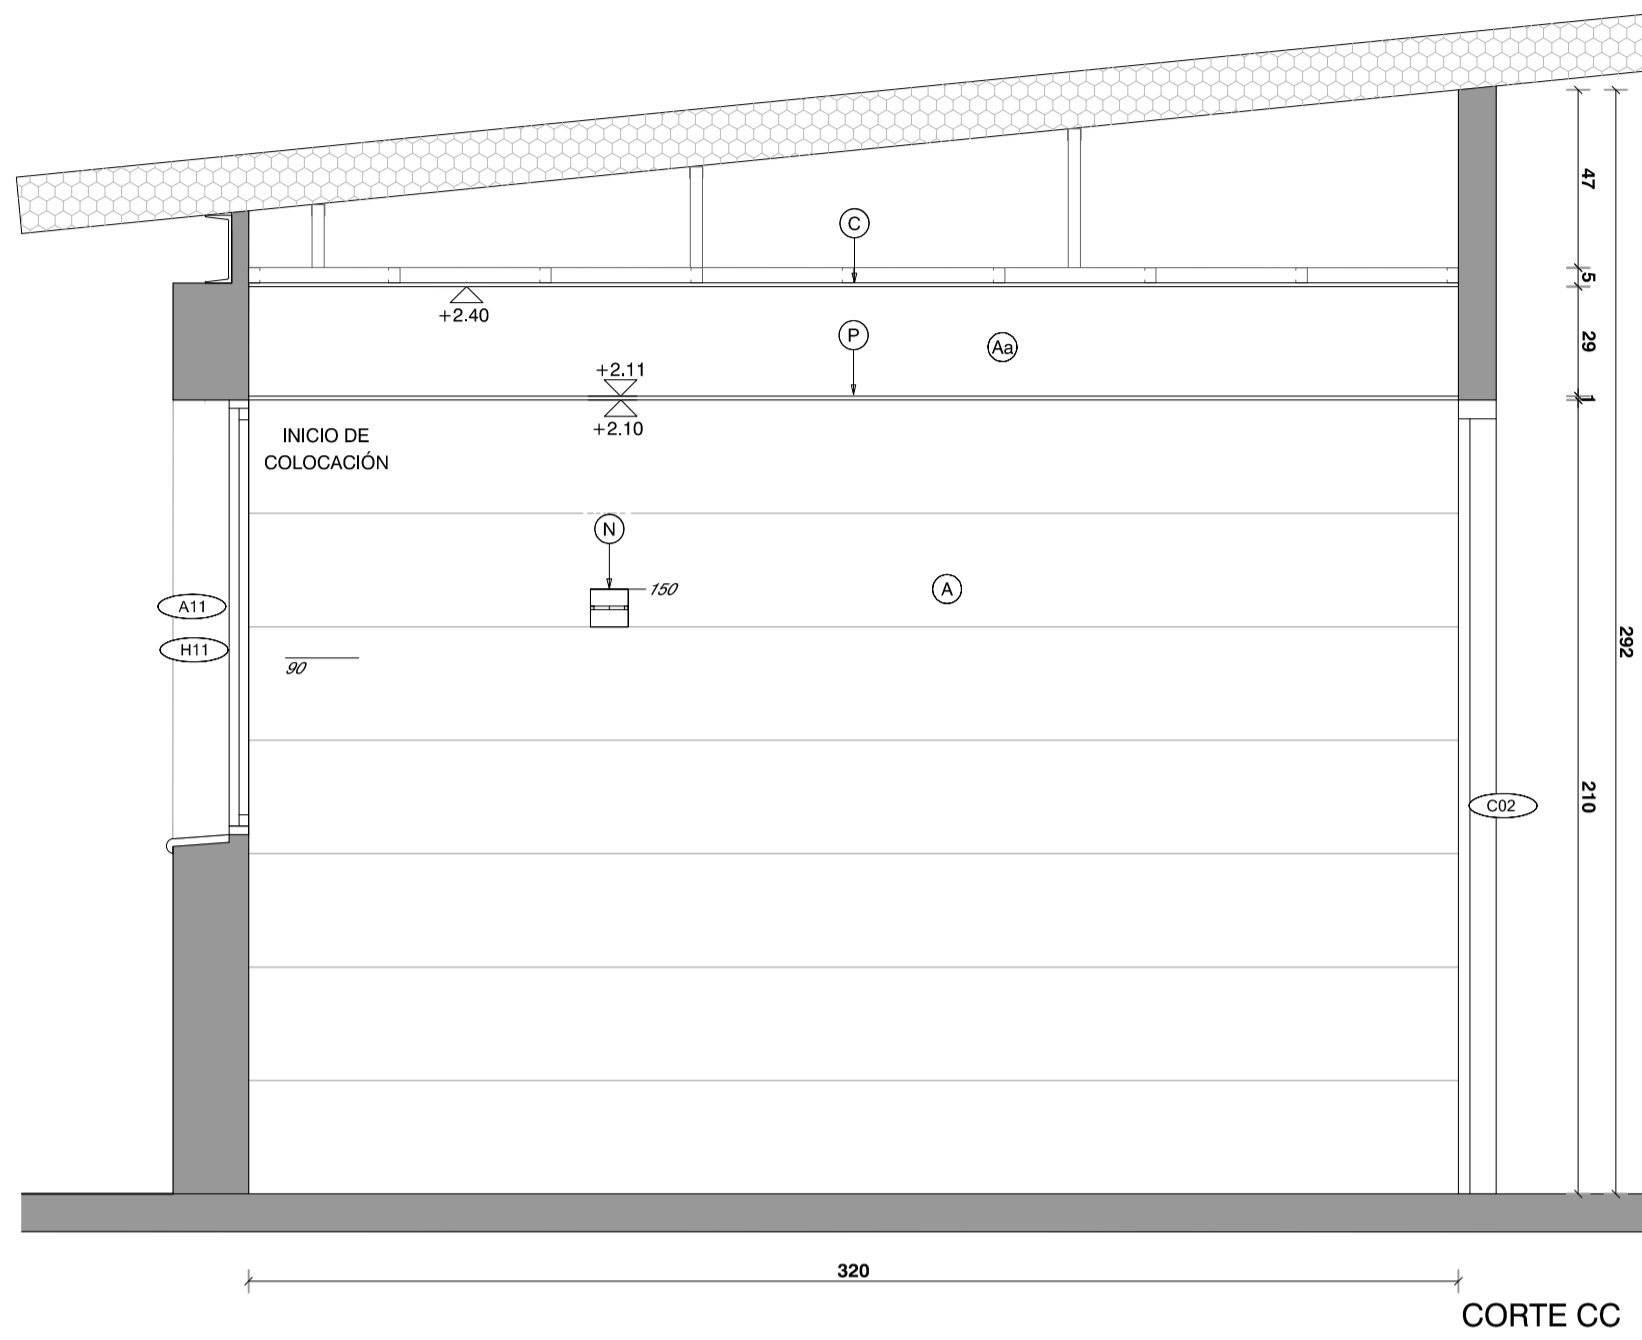 47
C
5
+2.40
P
Aa
29
+2.11
1
+2.10
INICIO DE
COLOCACIÓN
N
150
A
A11
H11
90
292
210
C02
320
CORTE CC